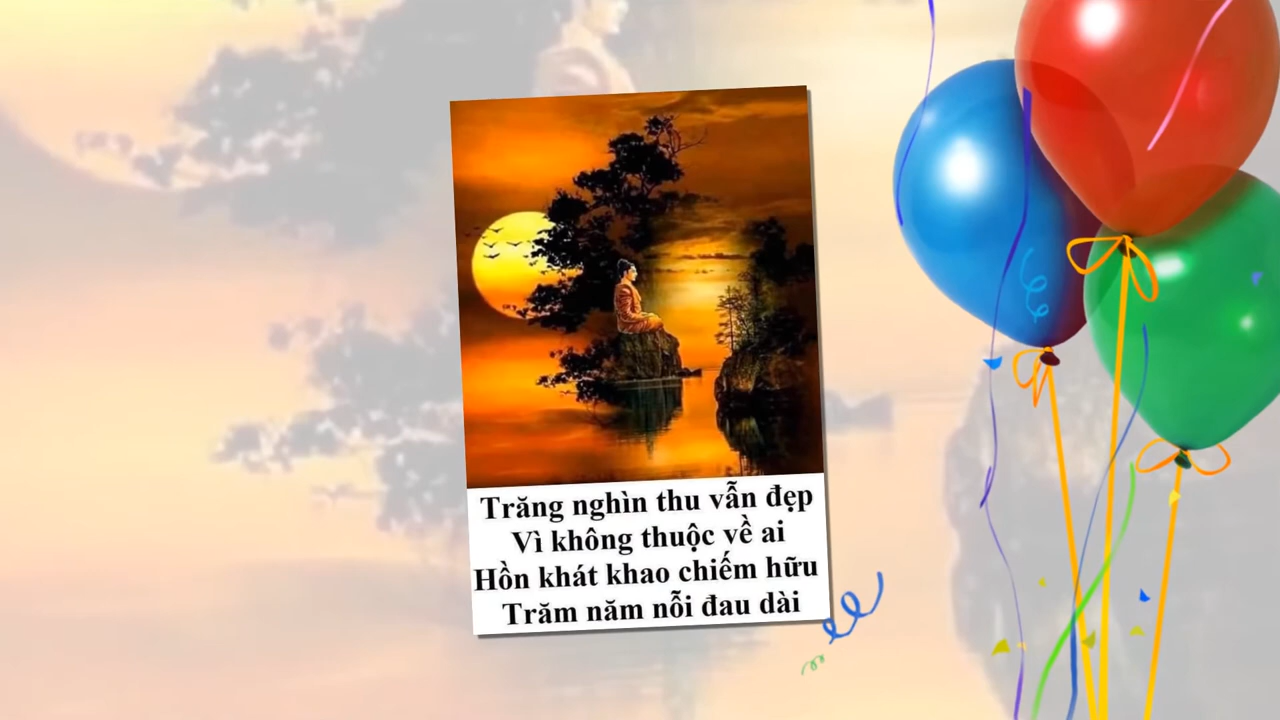 Trăng nghìn thu vẫn đẹp
Vì không thuộc về ai
Hồn khát khao chiếm hữu
Trăm năm nỗi đau dài